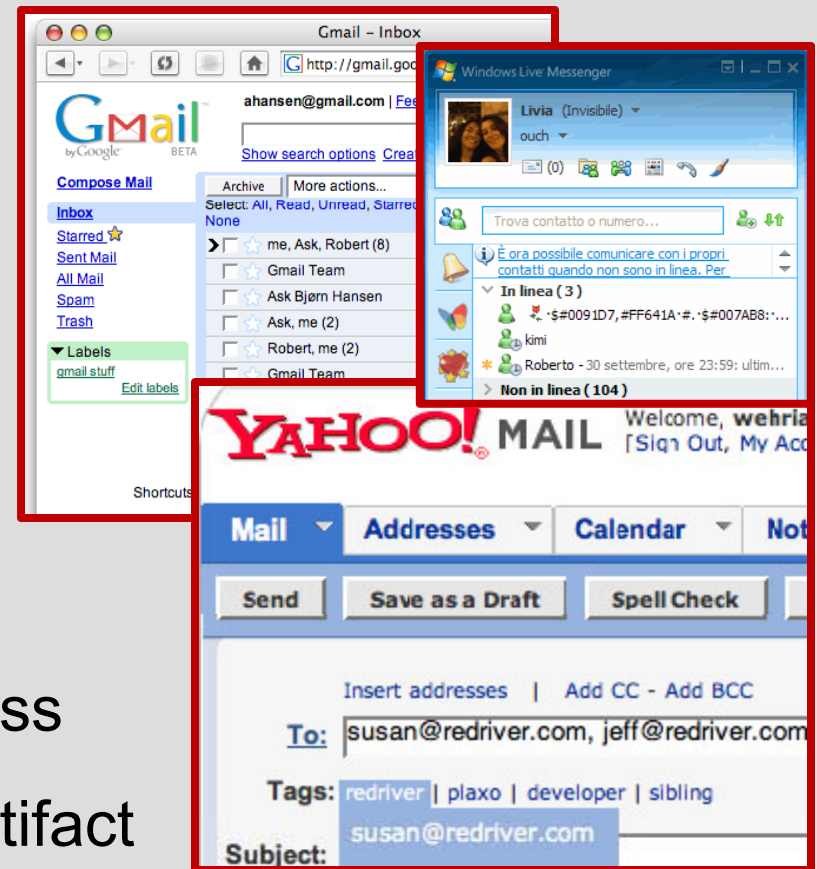 Gmail – Inbox
http://gmail.goo
Gmail
by Google BETA
ahansen@gmail.com | Fee
Show search options Creat
Compose Mail
Inbox
Starred
Sent Mail
All Mail
Spam
Trash
Labels
gmail stuff
Edit labels
Archive More actions...
Select: All, Read, Unread, Starred
None
me, Ask, Robert (8)
Gmail Team
Ask Bjørn Hansen
Ask, me (2)
Robert, me (2)
Gmail Team
Shortcuts
Windows Live Messenger
Livia (Invisibile)
ouch
(0)
Trova contatto o numero...
È ora possibile comunicare con i propri
contatti quando non sono in linea. Per
In linea ( 3 )
·$#0091D7,#FF641A·#.·$#007AB8:·...
kimi
Roberto - 30 settembre, ore 23:59: ultim...
Non in linea ( 104 )
YAHOO! MAIL
Welcome, wehria
[Sign Out, My Acc
Mail Addresses Calendar Not
Send Save as a Draft Spell Check
Insert addresses | Add CC - Add BCC
To: susan@redriver.com, jeff@redriver.com
Tags: redriver | plaxo | developer | sibling
susan@redriver.com
Subject:
ss
tifact